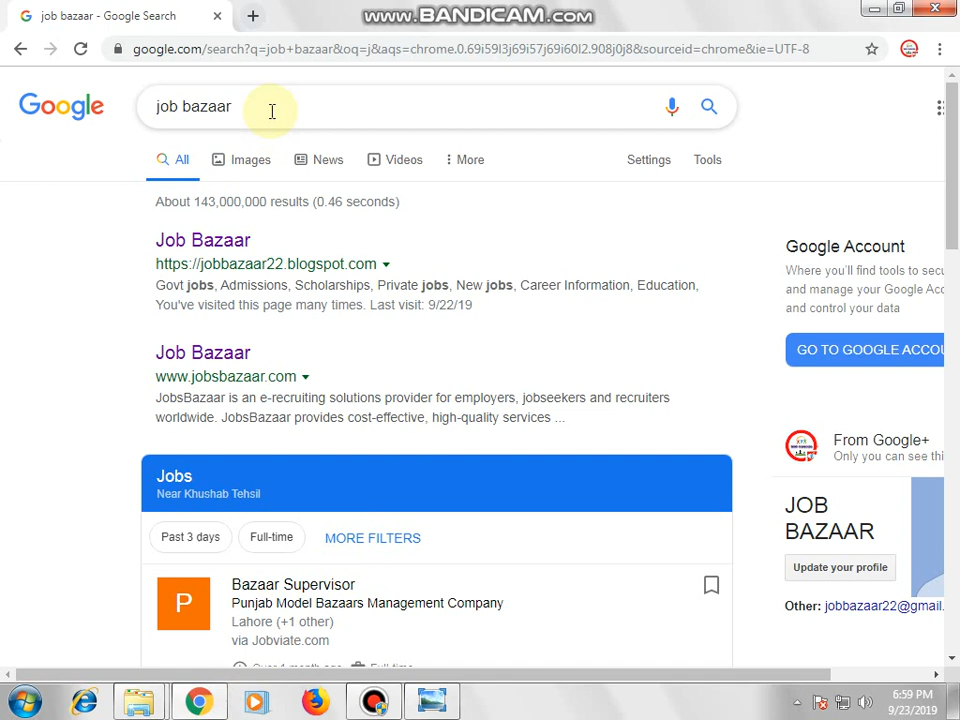 job bazaar - Google Search
www.BANDICAM.com
google.com/search?q=job+bazaar&oq=j&aqs=chrome.0.69i59l3j69i57j69i60l2.908j0j8&sourceid=chrome&ie=UTF-8
Google
job bazaar
All Images News Videos More Settings Tools
About 143,000,000 results (0.46 seconds)
Job Bazaar
https://jobbazaar22.blogspot.com
Govt jobs, Admissions, Scholarships, Private jobs, New jobs, Career Information, Education,
You've visited this page many times. Last visit: 9/22/19
Job Bazaar
www.jobsbazaar.com
JobsBazaar is an e-recruiting solutions provider for employers, jobseekers and recruiters
worldwide. JobsBazaar provides cost-effective, high-quality services ...
Jobs
Near Khushab Tehsil
Past 3 days Full-time MORE FILTERS
P
Bazaar Supervisor
Punjab Model Bazaars Management Company
Lahore (+1 other)
via Jobviate.com
Over 1 month ago Full-time
Google Account
Where you'll find tools to secu
and manage your Google Acc
and control your data
GO TO GOOGLE ACCOU
From Google+
Only you can see thi
JOB
BAZAAR
Update your profile
Other: jobbazaar22@gmail.
6:59 PM
9/23/2019